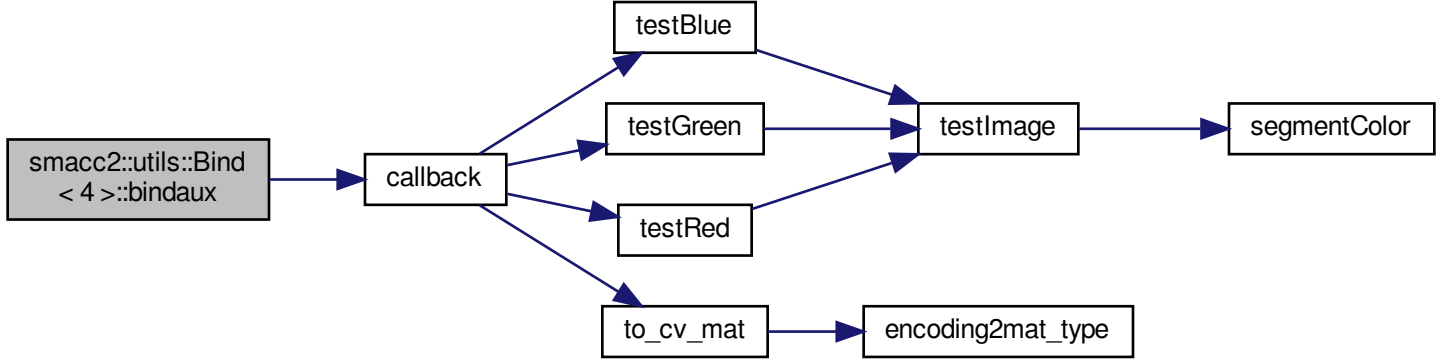 smacc2::utils::Bind
< 4 >::bindaux
callback
testBlue
testGreen
testRed
to_cv_mat
testImage
encoding2mat_type
segmentColor